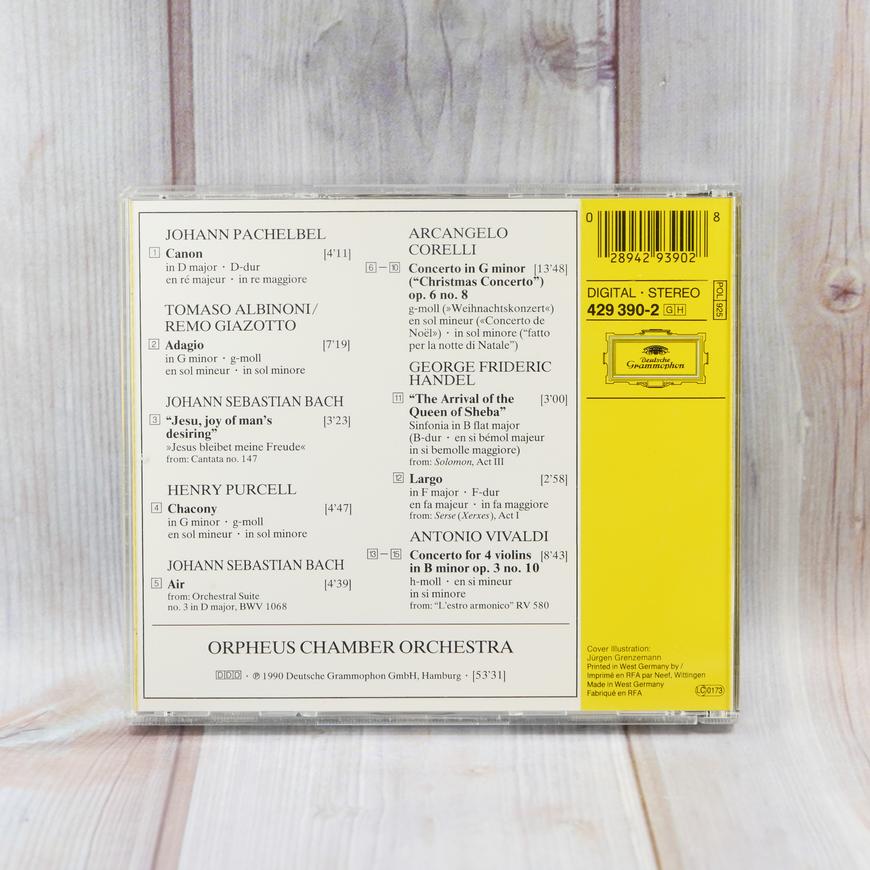 JOHANN PACHELBEL
1 Canon [4'11]
in D major · D-dur
en ré majeur · in re maggiore
TOMASO ALBINONI/
REMO GIAZOTTO
2 Adagio [7'19]
in G minor · g-moll
en sol mineur · in sol minore
JOHANN SEBASTIAN BACH
3 “Jesu, joy of man’s [3'23]
desiring”
»Jesus bleibet meine Freude«
from: Cantata no. 147
HENRY PURCELL
4 Chacony [4'47]
in G minor · g-moll
en sol mineur · in sol minore
JOHANN SEBASTIAN BACH
5 Air [4'39]
from: Orchestral Suite
no. 3 in D major, BWV 1068
ARCANGELO
CORELLI
6 – 10 Concerto in G minor [13'48]
(“Christmas Concerto”)
op. 6 no. 8
g-moll (»Weihnachtskonzert«)
en sol mineur («Concerto de
Noël») · in sol minore (“fatto
per la notte di Natale”)
GEORGE FRIDERIC
HANDEL
11 “The Arrival of the [3'00]
Queen of Sheba”
Sinfonia in B flat major
(B-dur · en si bémol majeur
in si bemolle maggiore)
from: Solomon, Act III
12 Largo [2'58]
in F major · F-dur
en fa majeur · in fa maggiore
from: Serse (Xerxes), Act I
ANTONIO VIVALDI
13 – 15 Concerto for 4 violins [8'43]
in B minor op. 3 no. 10
h-moll · en si mineur
in si minore
from: “L’estro armonico” RV 580
ORPHEUS CHAMBER ORCHESTRA
DDD · ℗ 1990 Deutsche Grammophon GmbH, Hamburg · [53'31]
0 28942 93902 8
DIGITAL · STEREO
429 390-2 GH
POL 925
Deutsche
Grammophon
Cover Illustration:
Jürgen Grenzemann
Printed in West Germany by /
Imprimé en RFA par Neef, Wittingen
Made in West Germany
Fabriqué en RFA
LC 0173